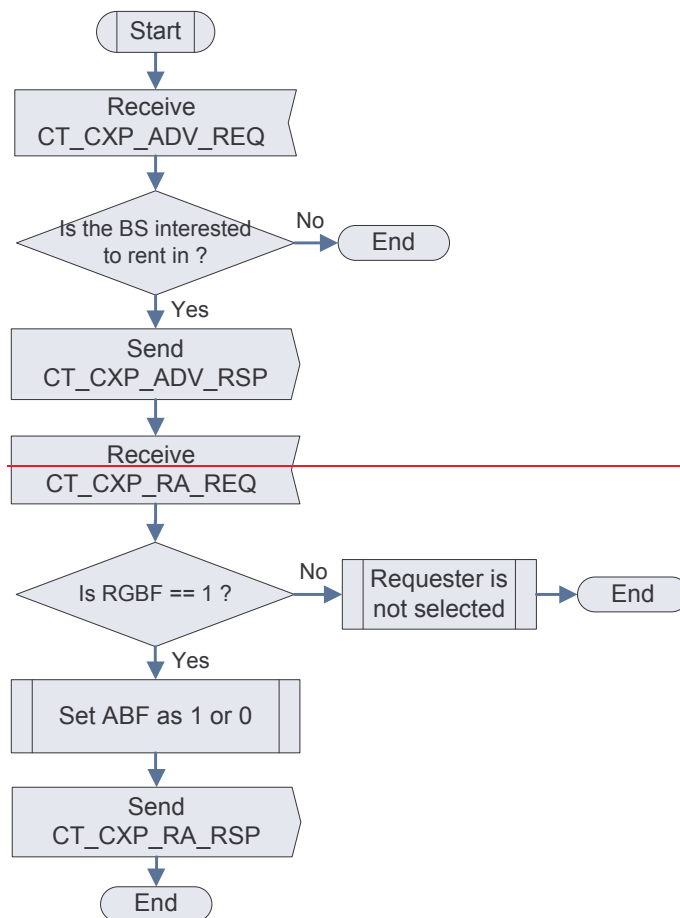 Start
Receive
CT_CXP_ADV_REQ
Is the BS interested
to rent in ?
No
End
Yes
Send
CT_CXP_ADV_RSP
Receive
CT_CXP_RA_REQ
Is RGBF == 1 ?
No
Requester is
not selected
End
Yes
Set ABF as 1 or 0
Send
CT_CXP_RA_RSP
End